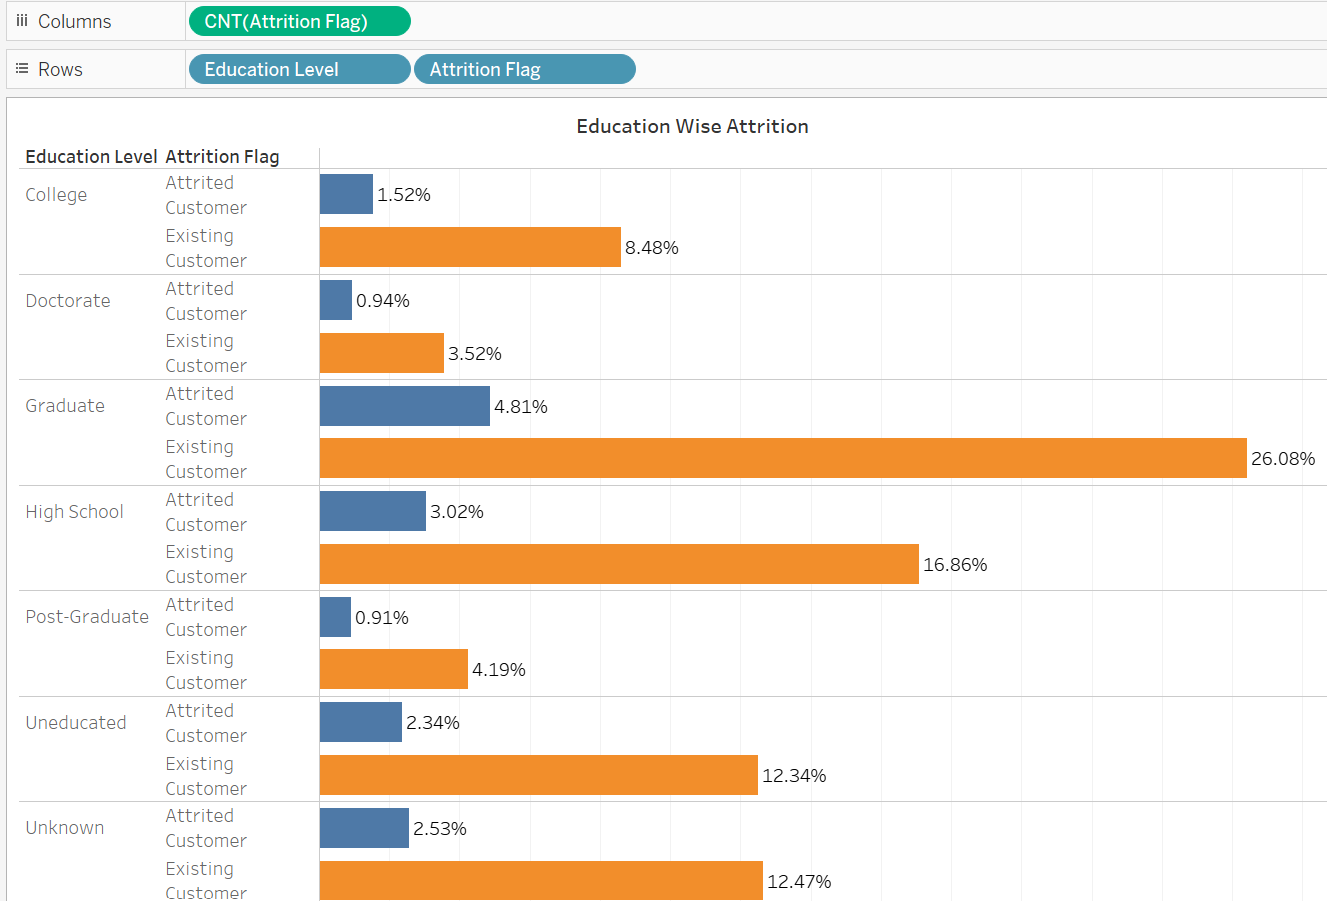 Columns CNT(Attrition Flag)
Rows Education Level Attrition Flag
Education Wise Attrition
Education Level Attrition Flag
College Attrited Customer 1.52%
Existing Customer 8.48%
Doctorate Attrited Customer 0.94%
Existing Customer 3.52%
Graduate Attrited Customer 4.81%
Existing Customer 26.08%
High School Attrited Customer 3.02%
Existing Customer 16.86%
Post-Graduate Attrited Customer 0.91%
Existing Customer 4.19%
Uneducated Attrited Customer 2.34%
Existing Customer 12.34%
Unknown Attrited Customer 2.53%
Existing Customer 12.47%